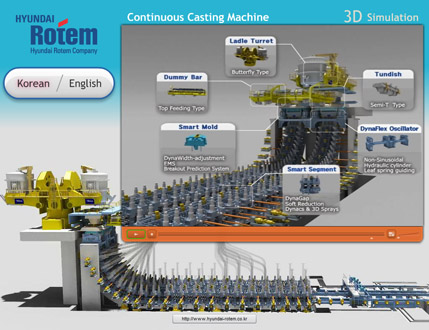 HYUNDAI
Rotem
Hyundai Rotem Company
Continuous Casting Machine
3D Simulation
Korean / English
Ladle Turret
Butterfly Type
Dummy Bar
Top Feeding Type
Tundish
Semi-T Type
Smart Mold
DynaWidth-adjustment
EMS
Breakout Prediction System
DynaFlex Oscillator
Non-Sinusoidal
Hydraulic cylinder
Leaf spring guiding
Smart Segment
DynaGap
Soft Reduction
Dynacs & 3D Sprays
http://www.hyundai-rotem.co.kr